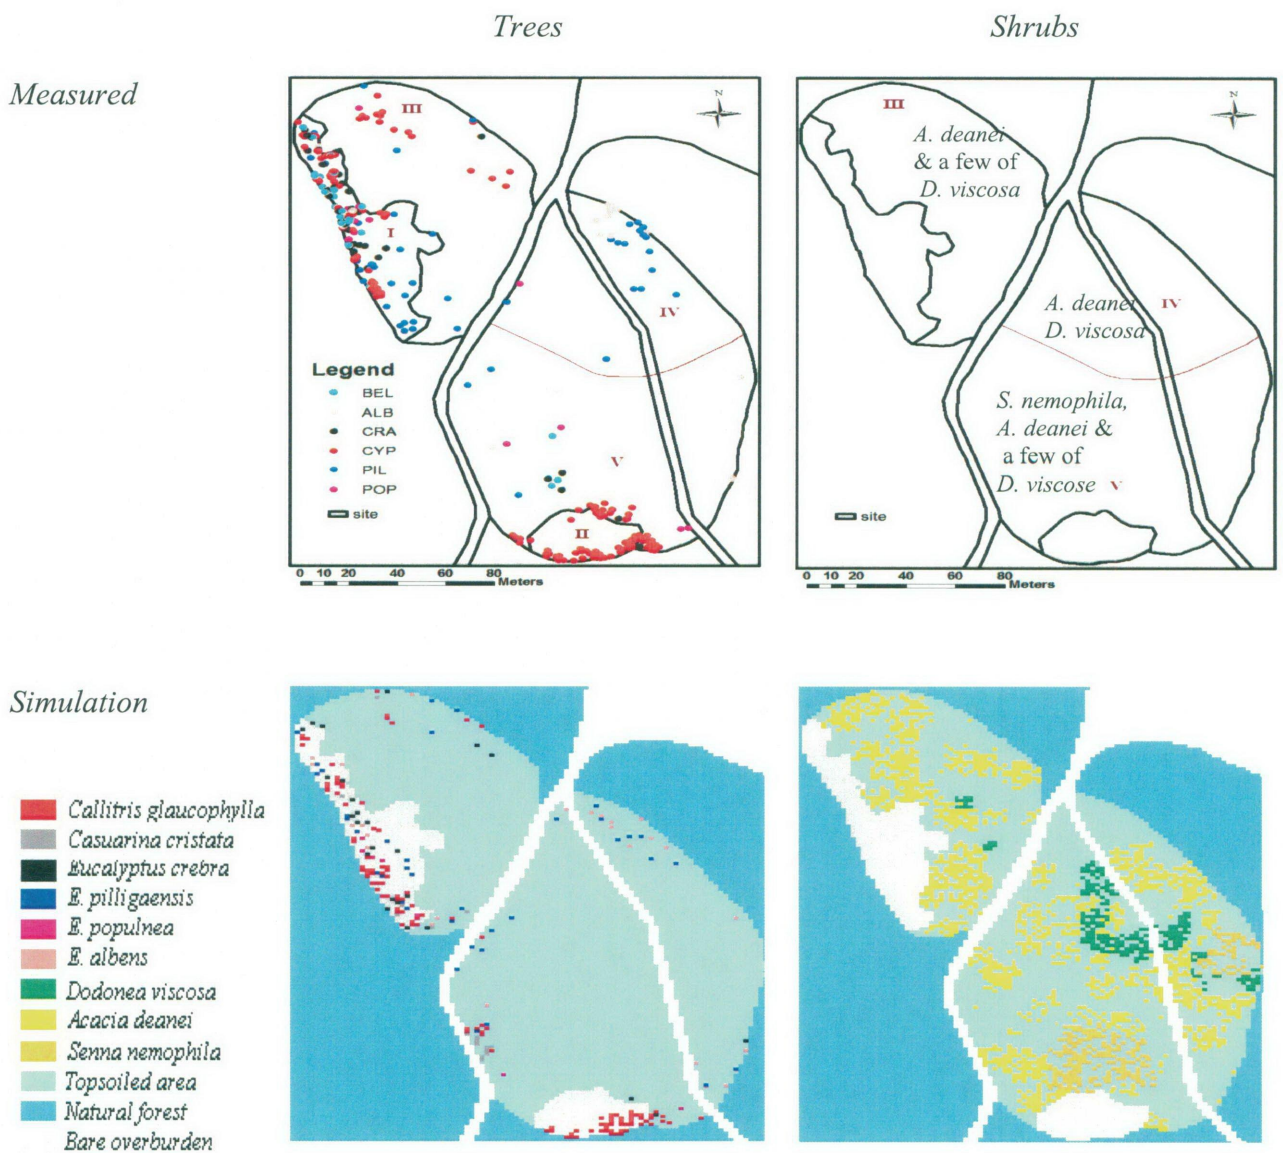 Trees
Shrubs
Measured
N
III
I
IV
V
II
Legend
BEL
ALB
CRA
CYP
PIL
POP
site
0 10 20 40 60 80
Meters
N
III
A. deanei
& a few of
D. viscosa
A. deanei
D. viscosa
IV
S. nemophila,
A. deanei &
a few of
D. viscose V
site
0 10 20 40 60 80
Meters
Simulation
Callitris glaucophylla
Casuarina cristata
Eucalyptus crebra
E. pilligaensis
E. populnea
E. albens
Dodonea viscosa
Acacia deanei
Senna nemophila
Topsoiled area
Natural forest
Bare overburden